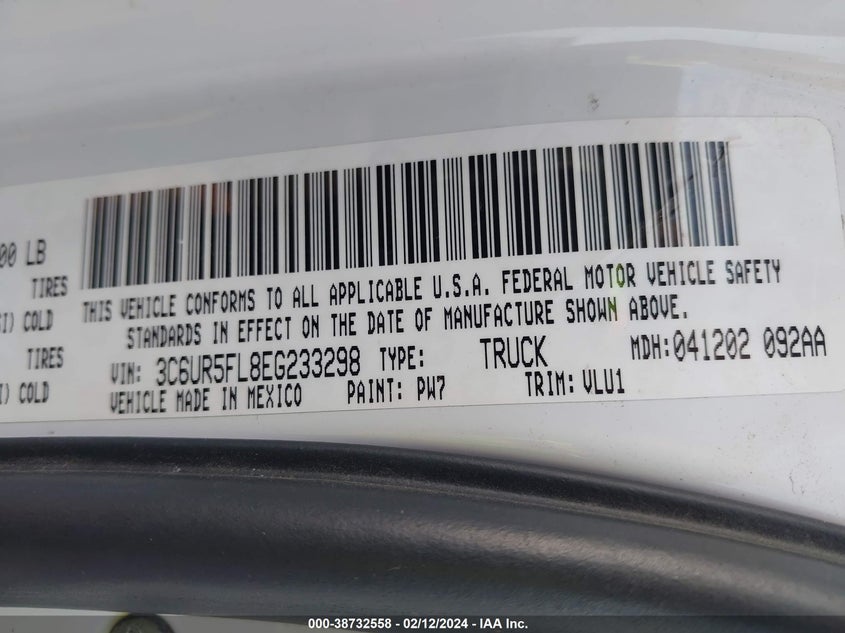 00 LB
TIRES
THIS VEHICLE CONFORMS TO ALL APPLICABLE U.S.A. FEDERAL MOTOR VEHICLE SAFETY
SI) COLD
STANDARDS IN EFFECT ON THE DATE OF MANUFACTURE SHOWN ABOVE.
TIRES
VIN: 3C6UR5FL8EG233298 TYPE: TRUCK MDH:041202 092AA
I) COLD
VEHICLE MADE IN MEXICO PAINT: PW7 TRIM: VLU1
000-38732558 - 02/12/2024 - IAA Inc.